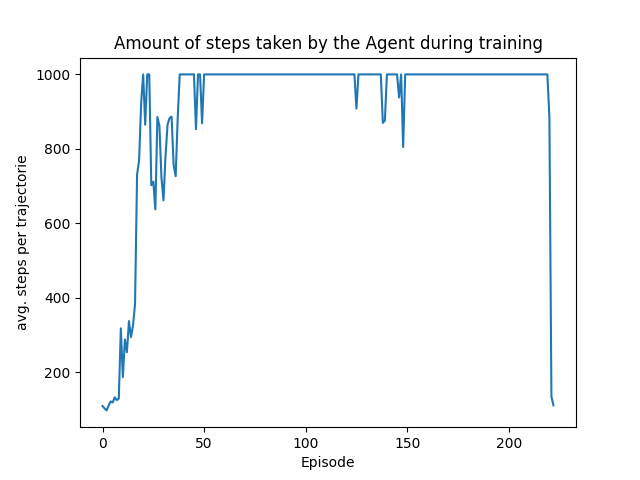 Amount of steps taken by the Agent during training
1000
800
600
400
200
avg. steps per trajectorie
0 50 100 150 200
Episode